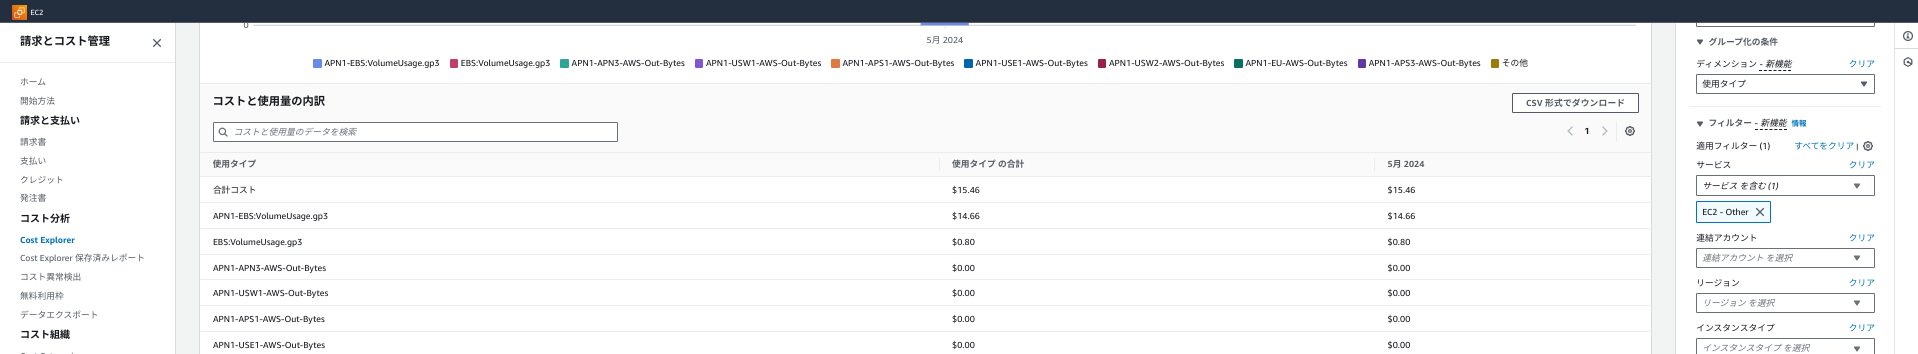 EC2
請求とコスト管理
ホーム
開始方法
請求と支払い
請求書
支払い
クレジット
発注書
コスト分析
Cost Explorer
Cost Explorer 保存済みレポート
コスト異常検出
無料利用枠
データエクスポート
コスト組織
0
5月 2024
APN1-EBS:VolumeUsage.gp3 EBS:VolumeUsage.gp3 APN1-APN3-AWS-Out-Bytes APN1-USW1-AWS-Out-Bytes APN1-APS1-AWS-Out-Bytes APN1-USE1-AWS-Out-Bytes APN1-USW2-AWS-Out-Bytes APN1-EU-AWS-Out-Bytes APN1-APS3-AWS-Out-Bytes その他
コストと使用量の内訳
CSV 形式でダウンロード
コストと使用量のデータを検索
1
使用タイプ 使用タイプ の合計 5月 2024
合計コスト $15.46 $15.46
APN1-EBS:VolumeUsage.gp3 $14.66 $14.66
EBS:VolumeUsage.gp3 $0.80 $0.80
APN1-APN3-AWS-Out-Bytes $0.00 $0.00
APN1-USW1-AWS-Out-Bytes $0.00 $0.00
APN1-APS1-AWS-Out-Bytes $0.00 $0.00
APN1-USE1-AWS-Out-Bytes $0.00 $0.00
グループ化の条件
ディメンション - 新機能 クリア
使用タイプ
フィルター - 新機能 情報
適用フィルター (1) すべてをクリア
サービス クリア
サービス を含む (1)
EC2 - Other
連結アカウント クリア
連結アカウント を選択
リージョン クリア
リージョン を選択
インスタンスタイプ クリア
インスタンスタイプ を選択